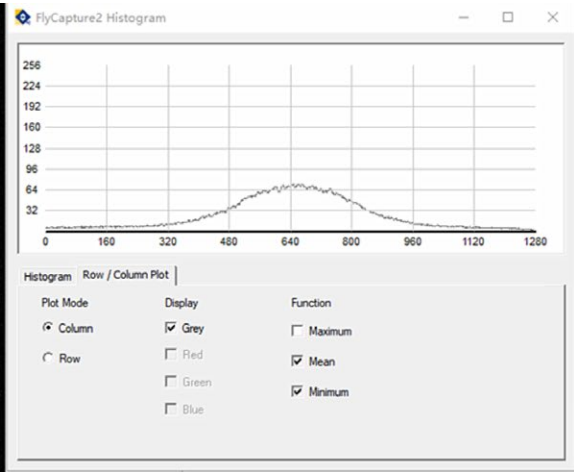 FlyCapture2 Histogram
256
224
192
160
128
96
64
32
0 160 320 480 640 800 960 1120 1280
Histogram Row / Column Plot
Plot Mode Display Function
Column Grey Maximum
Row Red Mean
Green Minimum
Blue